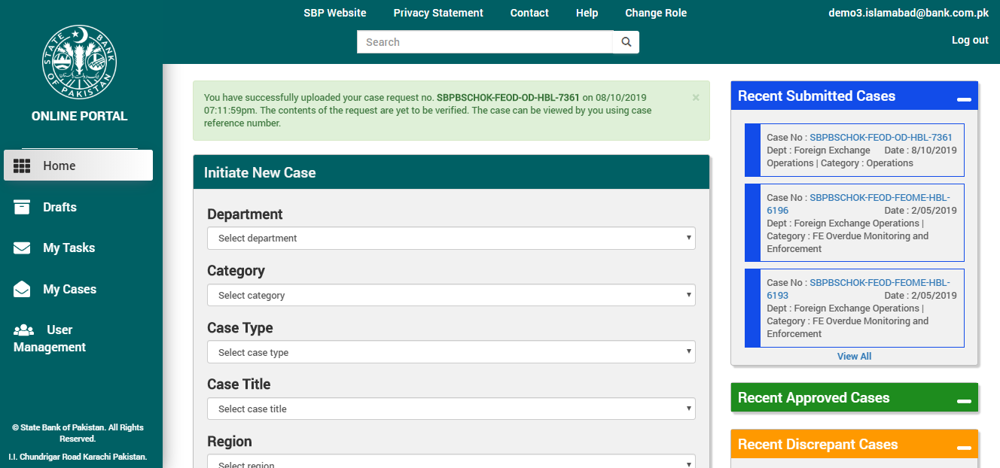 SBP Website
Privacy Statement
Contact
Help
Change Role
demo3.islamabad@bank.com.pk
Search
Log out
STATE BANK OF PAKISTAN
ONLINE PORTAL
Home
Drafts
My Tasks
My Cases
User
Management
© State Bank of Pakistan. All Rights
Reserved.
I.I. Chundrigar Road Karachi Pakistan.
You have successfully uploaded your case request no. SBPBSCHOK-FEOD-OD-HBL-7361 on 08/10/2019
07:11:59pm. The contents of the request are yet to be verified. The case can be viewed by you using case
reference number.
×
Initiate New Case
Department
Select department
Category
Select category
Case Type
Select case type
Case Title
Select case title
Region
Select region
Recent Submitted Cases
Case No : SBPBSCHOK-FEOD-OD-HBL-7361
Dept : Foreign Exchange Date : 8/10/2019
Operations | Category : Operations
Case No : SBPBSCHOK-FEOD-FEOME-HBL-
6196 Date : 2/05/2019
Dept : Foreign Exchange Operations |
Category : FE Overdue Monitoring and
Enforcement
Case No : SBPBSCHOK-FEOD-FEOME-HBL-
6193 Date : 2/05/2019
Dept : Foreign Exchange Operations |
Category : FE Overdue Monitoring and
Enforcement
View All
Recent Approved Cases
Recent Discrepant Cases